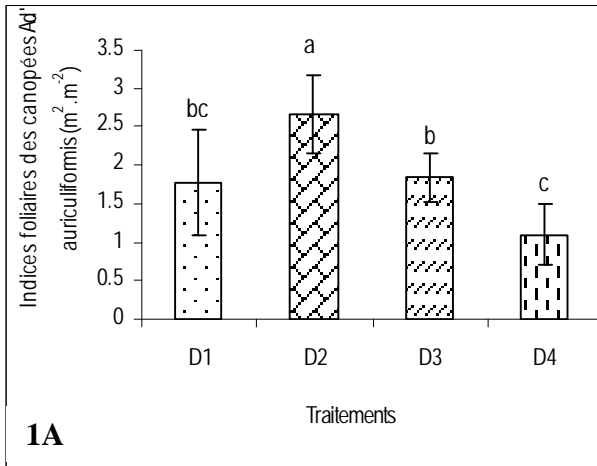 Indices foliaires des canopées Ad'
auriculiformis (m².m⁻²)
3.5
3
2.5
2
1.5
1
0.5
0
bc
a
b
c
D1 D2 D3 D4
Traitements
1A